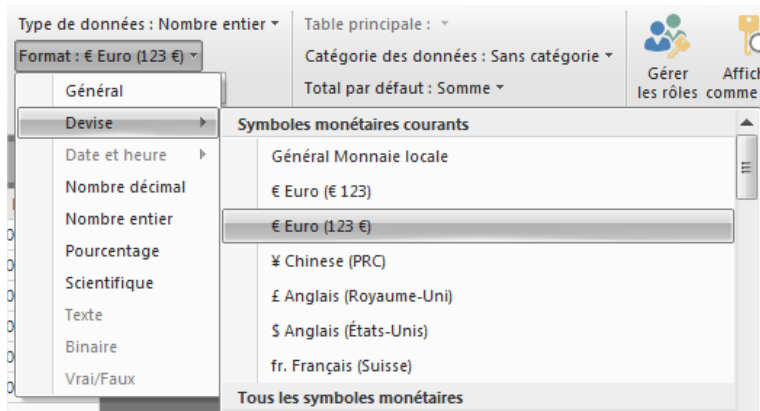 Type de données : Nombre entier
Table principale :
Format : € Euro (123 €)
Catégorie des données : Sans catégorie
Total par défaut : Somme
Gérer
les rôles
comme
Général
Devise
Date et heure
Nombre décimal
Nombre entier
Pourcentage
Scientifique
Texte
Binaire
Vrai/Faux
Symboles monétaires courants
Général Monnaie locale
€ Euro (€ 123)
€ Euro (123 €)
¥ Chinese (PRC)
£ Anglais (Royaume-Uni)
$ Anglais (États-Unis)
fr. Français (Suisse)
Tous les symboles monétaires